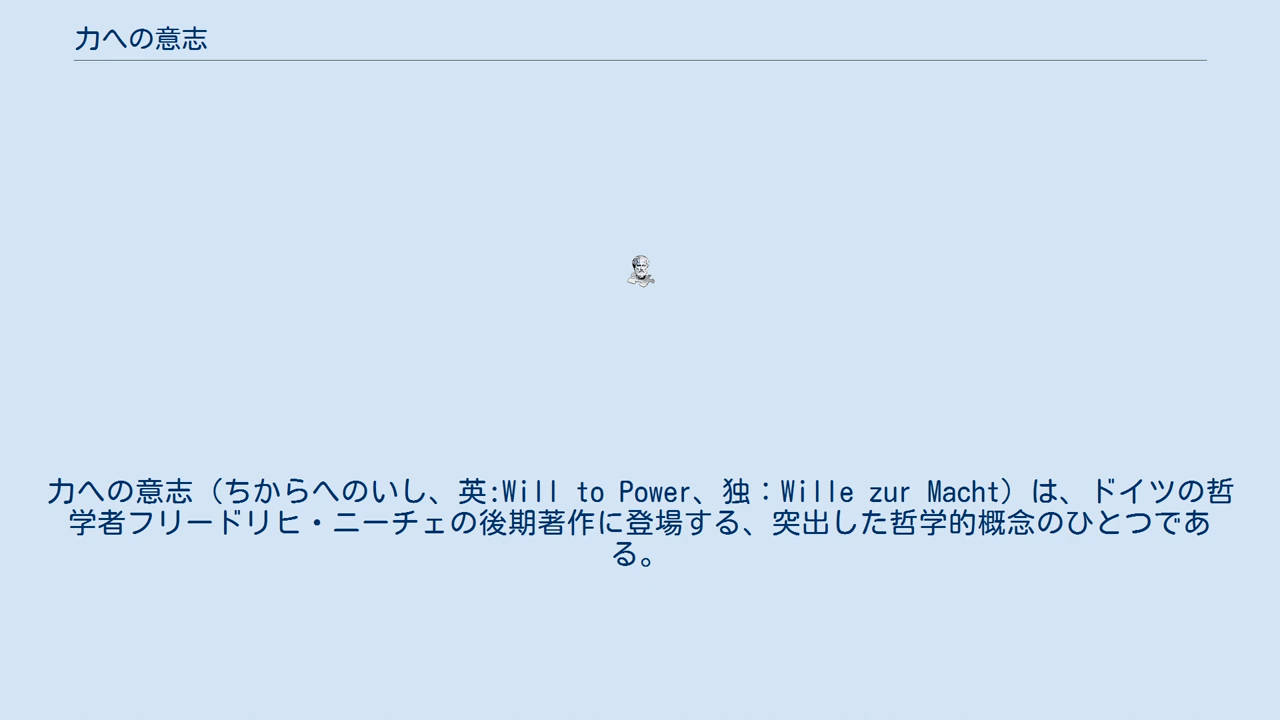 力への意志
力への意志（ちからへのいし、英:Will to Power、独：Wille zur Macht）は、ドイツの哲
学者フリードリヒ・ニーチェの後期著作に登場する、突出した哲学的概念のひとつであ
る。